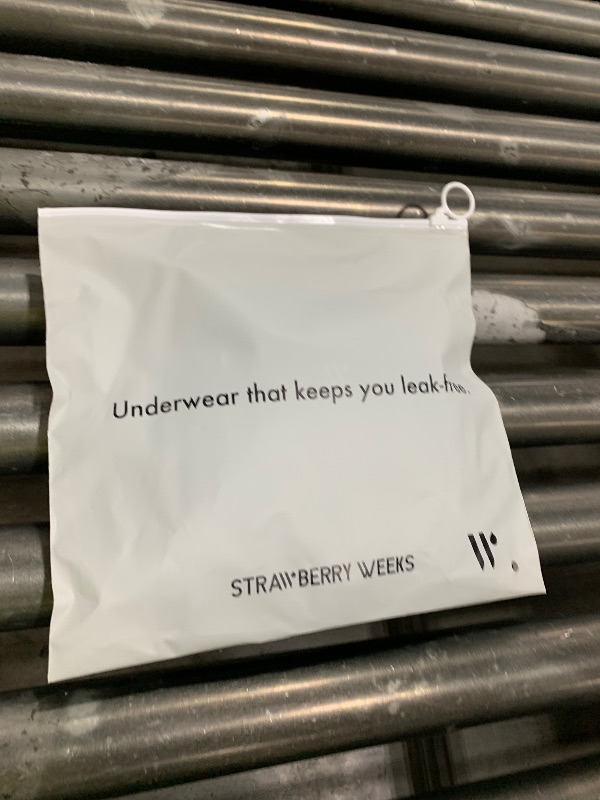 Underwear that keeps you leak-free.
STRAWBERRY WEEKS
W.